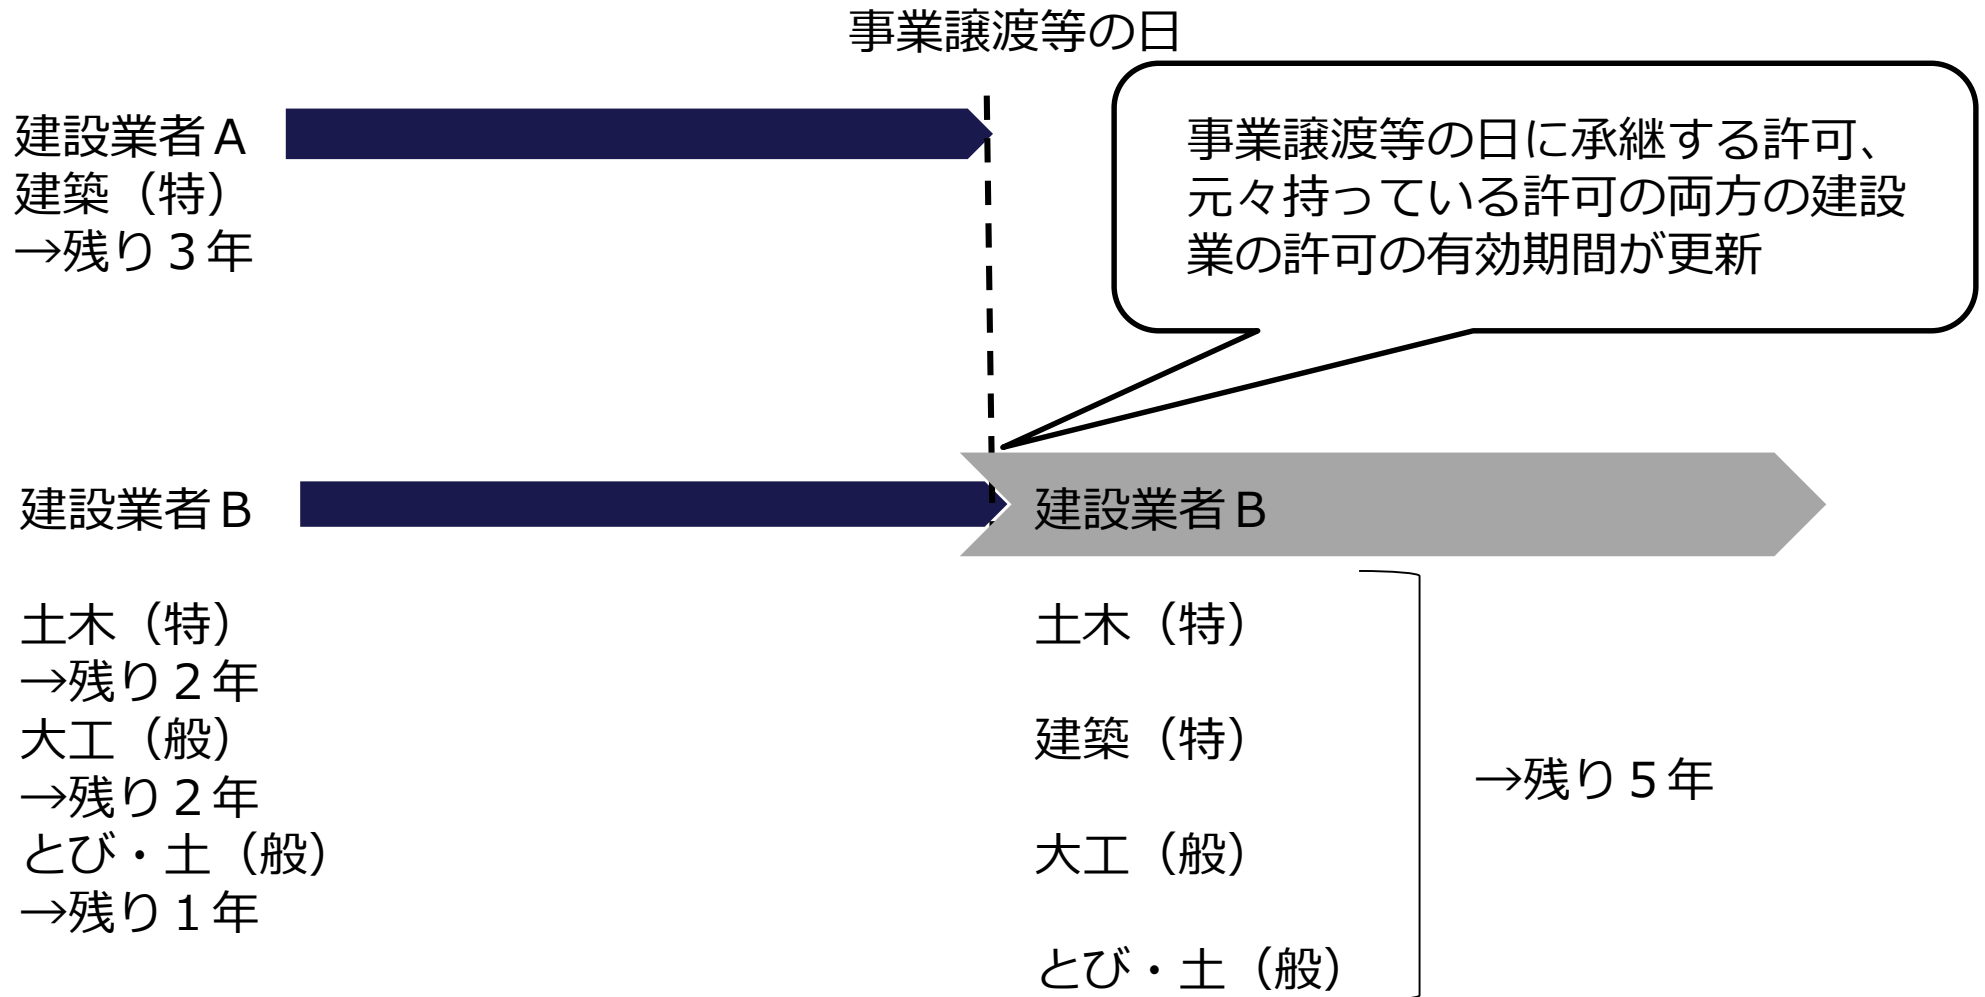 事業譲渡等の日
建設業者Ａ
建築（特）
→残り３年
事業譲渡等の日に承継する許可、
元々持っている許可の両方の建設
業の許可の有効期間が更新
建設業者Ｂ
土木（特）
→残り２年
大工（般）
→残り２年
とび・土（般）
→残り１年
建設業者Ｂ
土木（特）
建築（特）
大工（般）
とび・土（般）
→残り５年